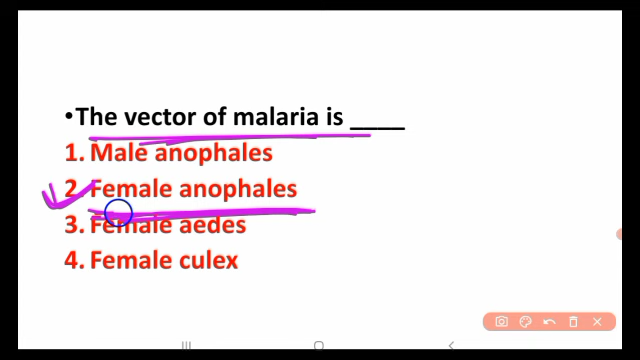 •The vector of malaria is ____
1. Male anophales
2. Female anophales
3. Female aedes
4. Female culex